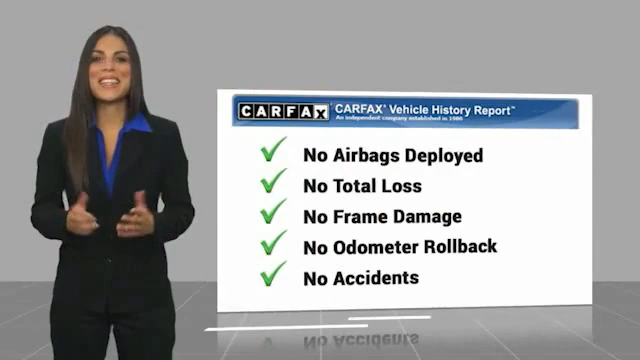 CARFAX CARFAX® Vehicle History Report™
An independent company established in 1986
No Airbags Deployed
No Total Loss
No Frame Damage
No Odometer Rollback
No Accidents